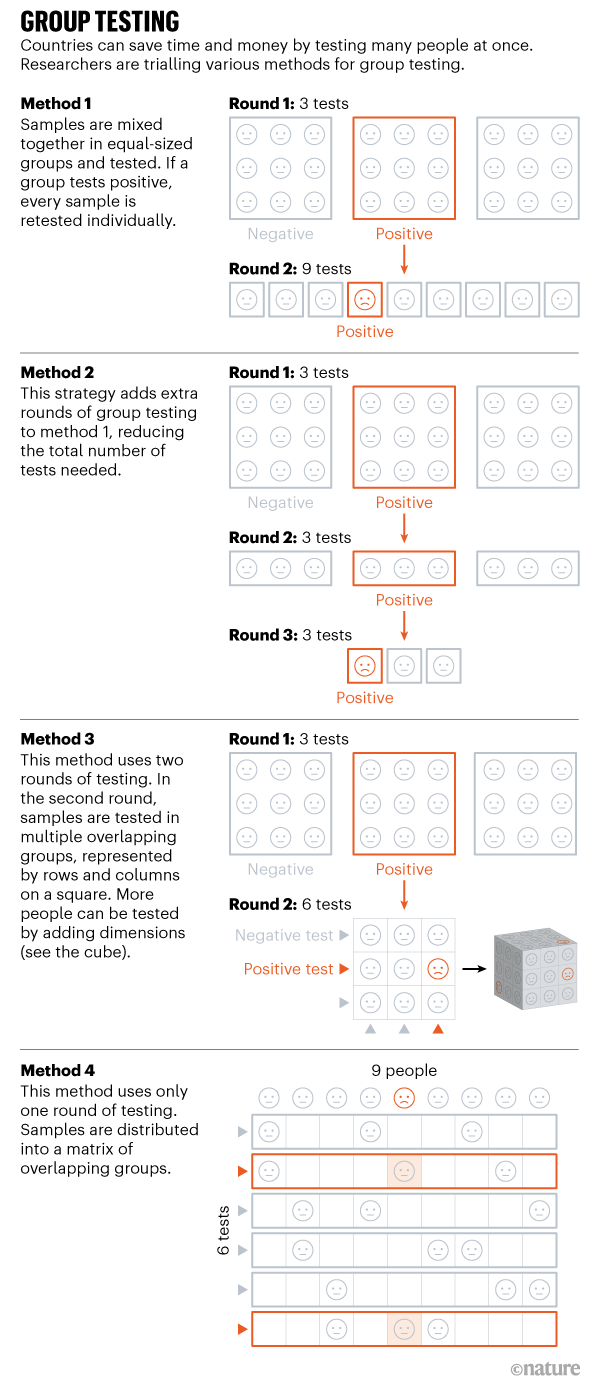 GROUP TESTING
Countries can save time and money by testing many people at once.
Researchers are trialling various methods for group testing.
Method 1
Samples are mixed
together in equal-sized
groups and tested. If a
group tests positive,
every sample is
retested individually.
Round 1: 3 tests
Negative
Positive
Round 2: 9 tests
Positive
Method 2
This strategy adds extra
rounds of group testing
to method 1, reducing
the total number of
tests needed.
Round 1: 3 tests
Negative
Positive
Round 2: 3 tests
Positive
Round 3: 3 tests
Positive
Method 3
This method uses two
rounds of testing. In
the second round,
samples are tested in
multiple overlapping
groups, represented
by rows and columns
on a square. More
people can be tested
by adding dimensions
(see the cube).
Round 1: 3 tests
Negative
Positive
Round 2: 6 tests
Negative test
Positive test
Method 4
This method uses only
one round of testing.
Samples are distributed
into a matrix of
overlapping groups.
9 people
6 tests
©nature